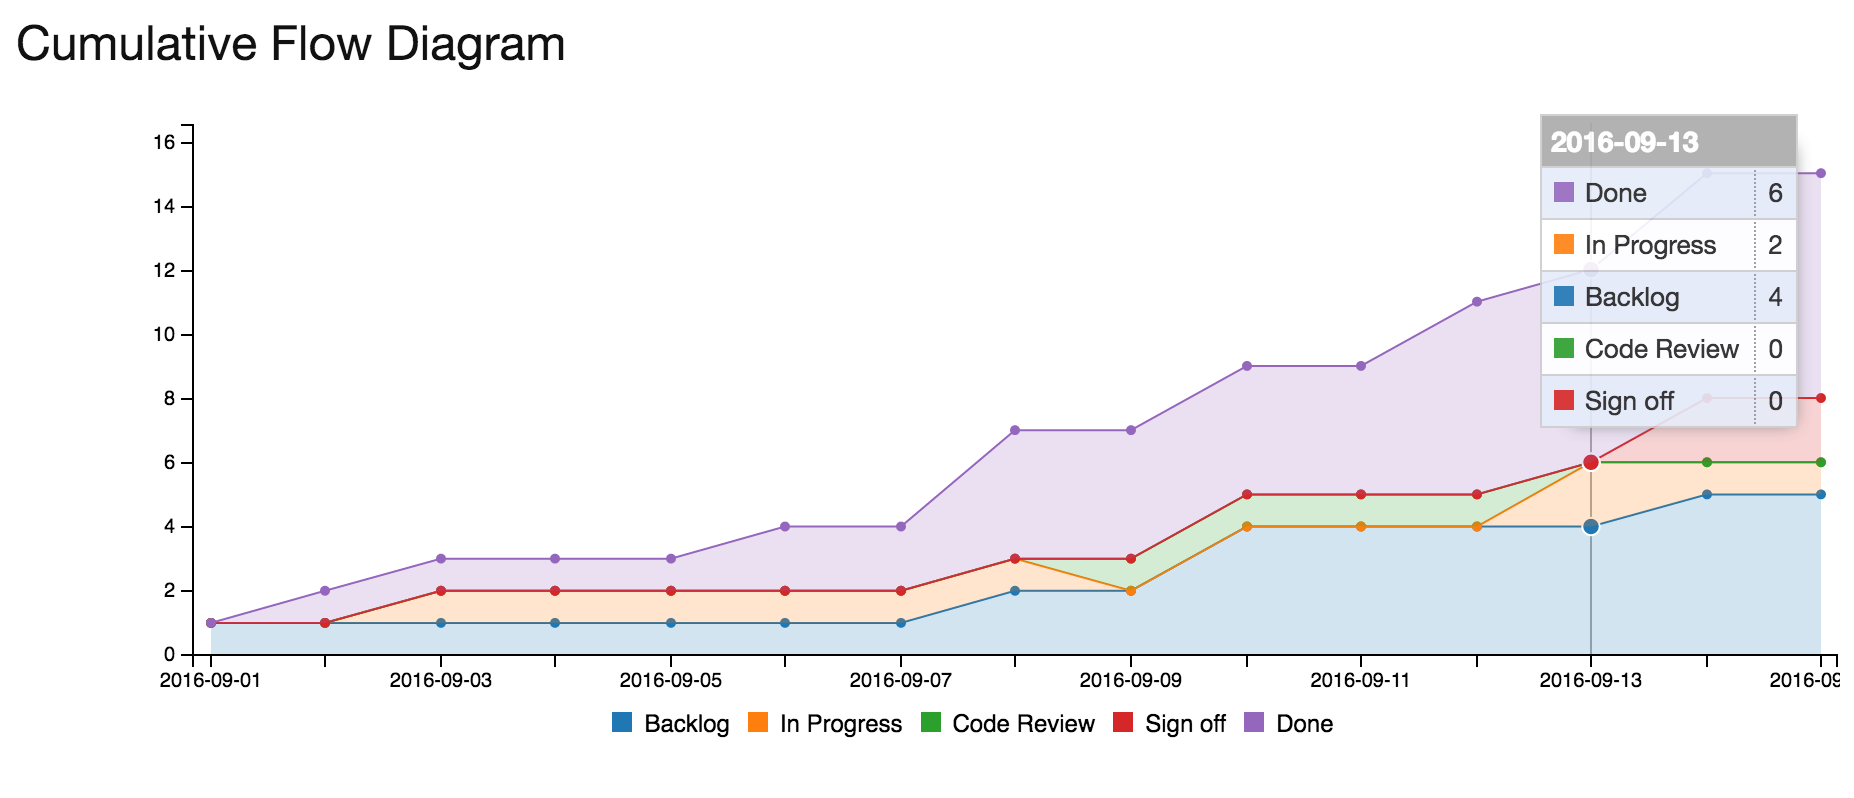 Cumulative Flow Diagram
16
14
12
10
8
6
4
2
0
2016-09-13
Done 6
In Progress 2
Backlog 4
Code Review 0
Sign off 0
2016-09-01 2016-09-03 2016-09-05 2016-09-07 2016-09-09 2016-09-11 2016-09-13 2016-09
Backlog In Progress Code Review Sign off Done